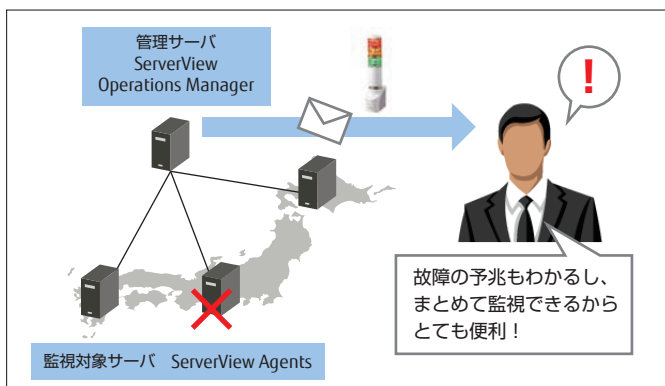 管理サーバ
ServerView
Operations Manager
!
故障の予兆もわかるし、
まとめて監視できるから
とても便利！
監視対象サーバ ServerView Agents